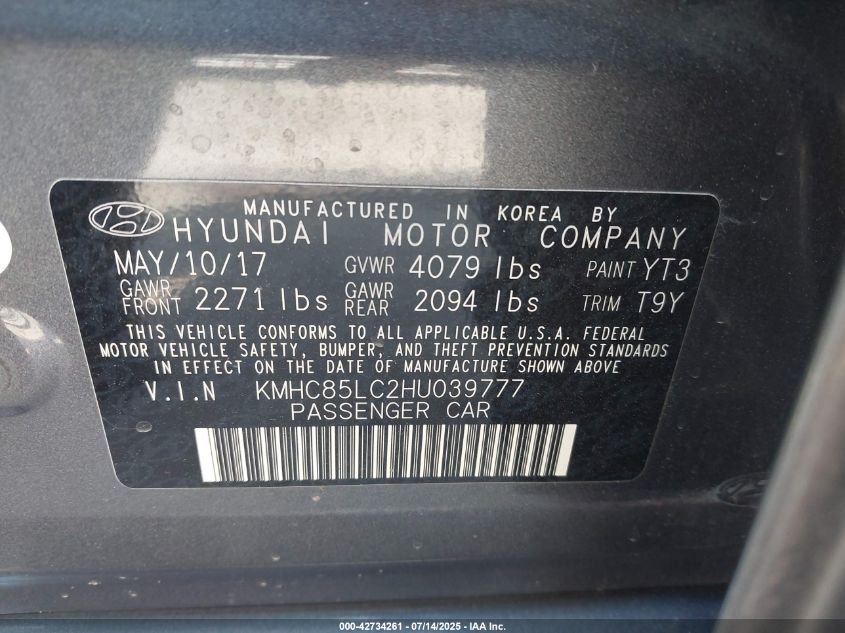 MANUFACTURED IN KOREA BY
HYUNDAI MOTOR COMPANY
MAY/10/17 GVWR 4079 lbs PAINT YT3
GAWR FRONT 2271 lbs GAWR REAR 2094 lbs TRIM T9Y
THIS VEHICLE CONFORMS TO ALL APPLICABLE U.S.A. FEDERAL
MOTOR VEHICLE SAFETY, BUMPER, AND THEFT PREVENTION STANDARDS
IN EFFECT ON THE DATE OF MANUFACTURE SHOWN ABOVE
V.I.N KMHC85LC2HU039777
PASSENGER CAR
000-42734261 - 07/14/2025 - IAA Inc.